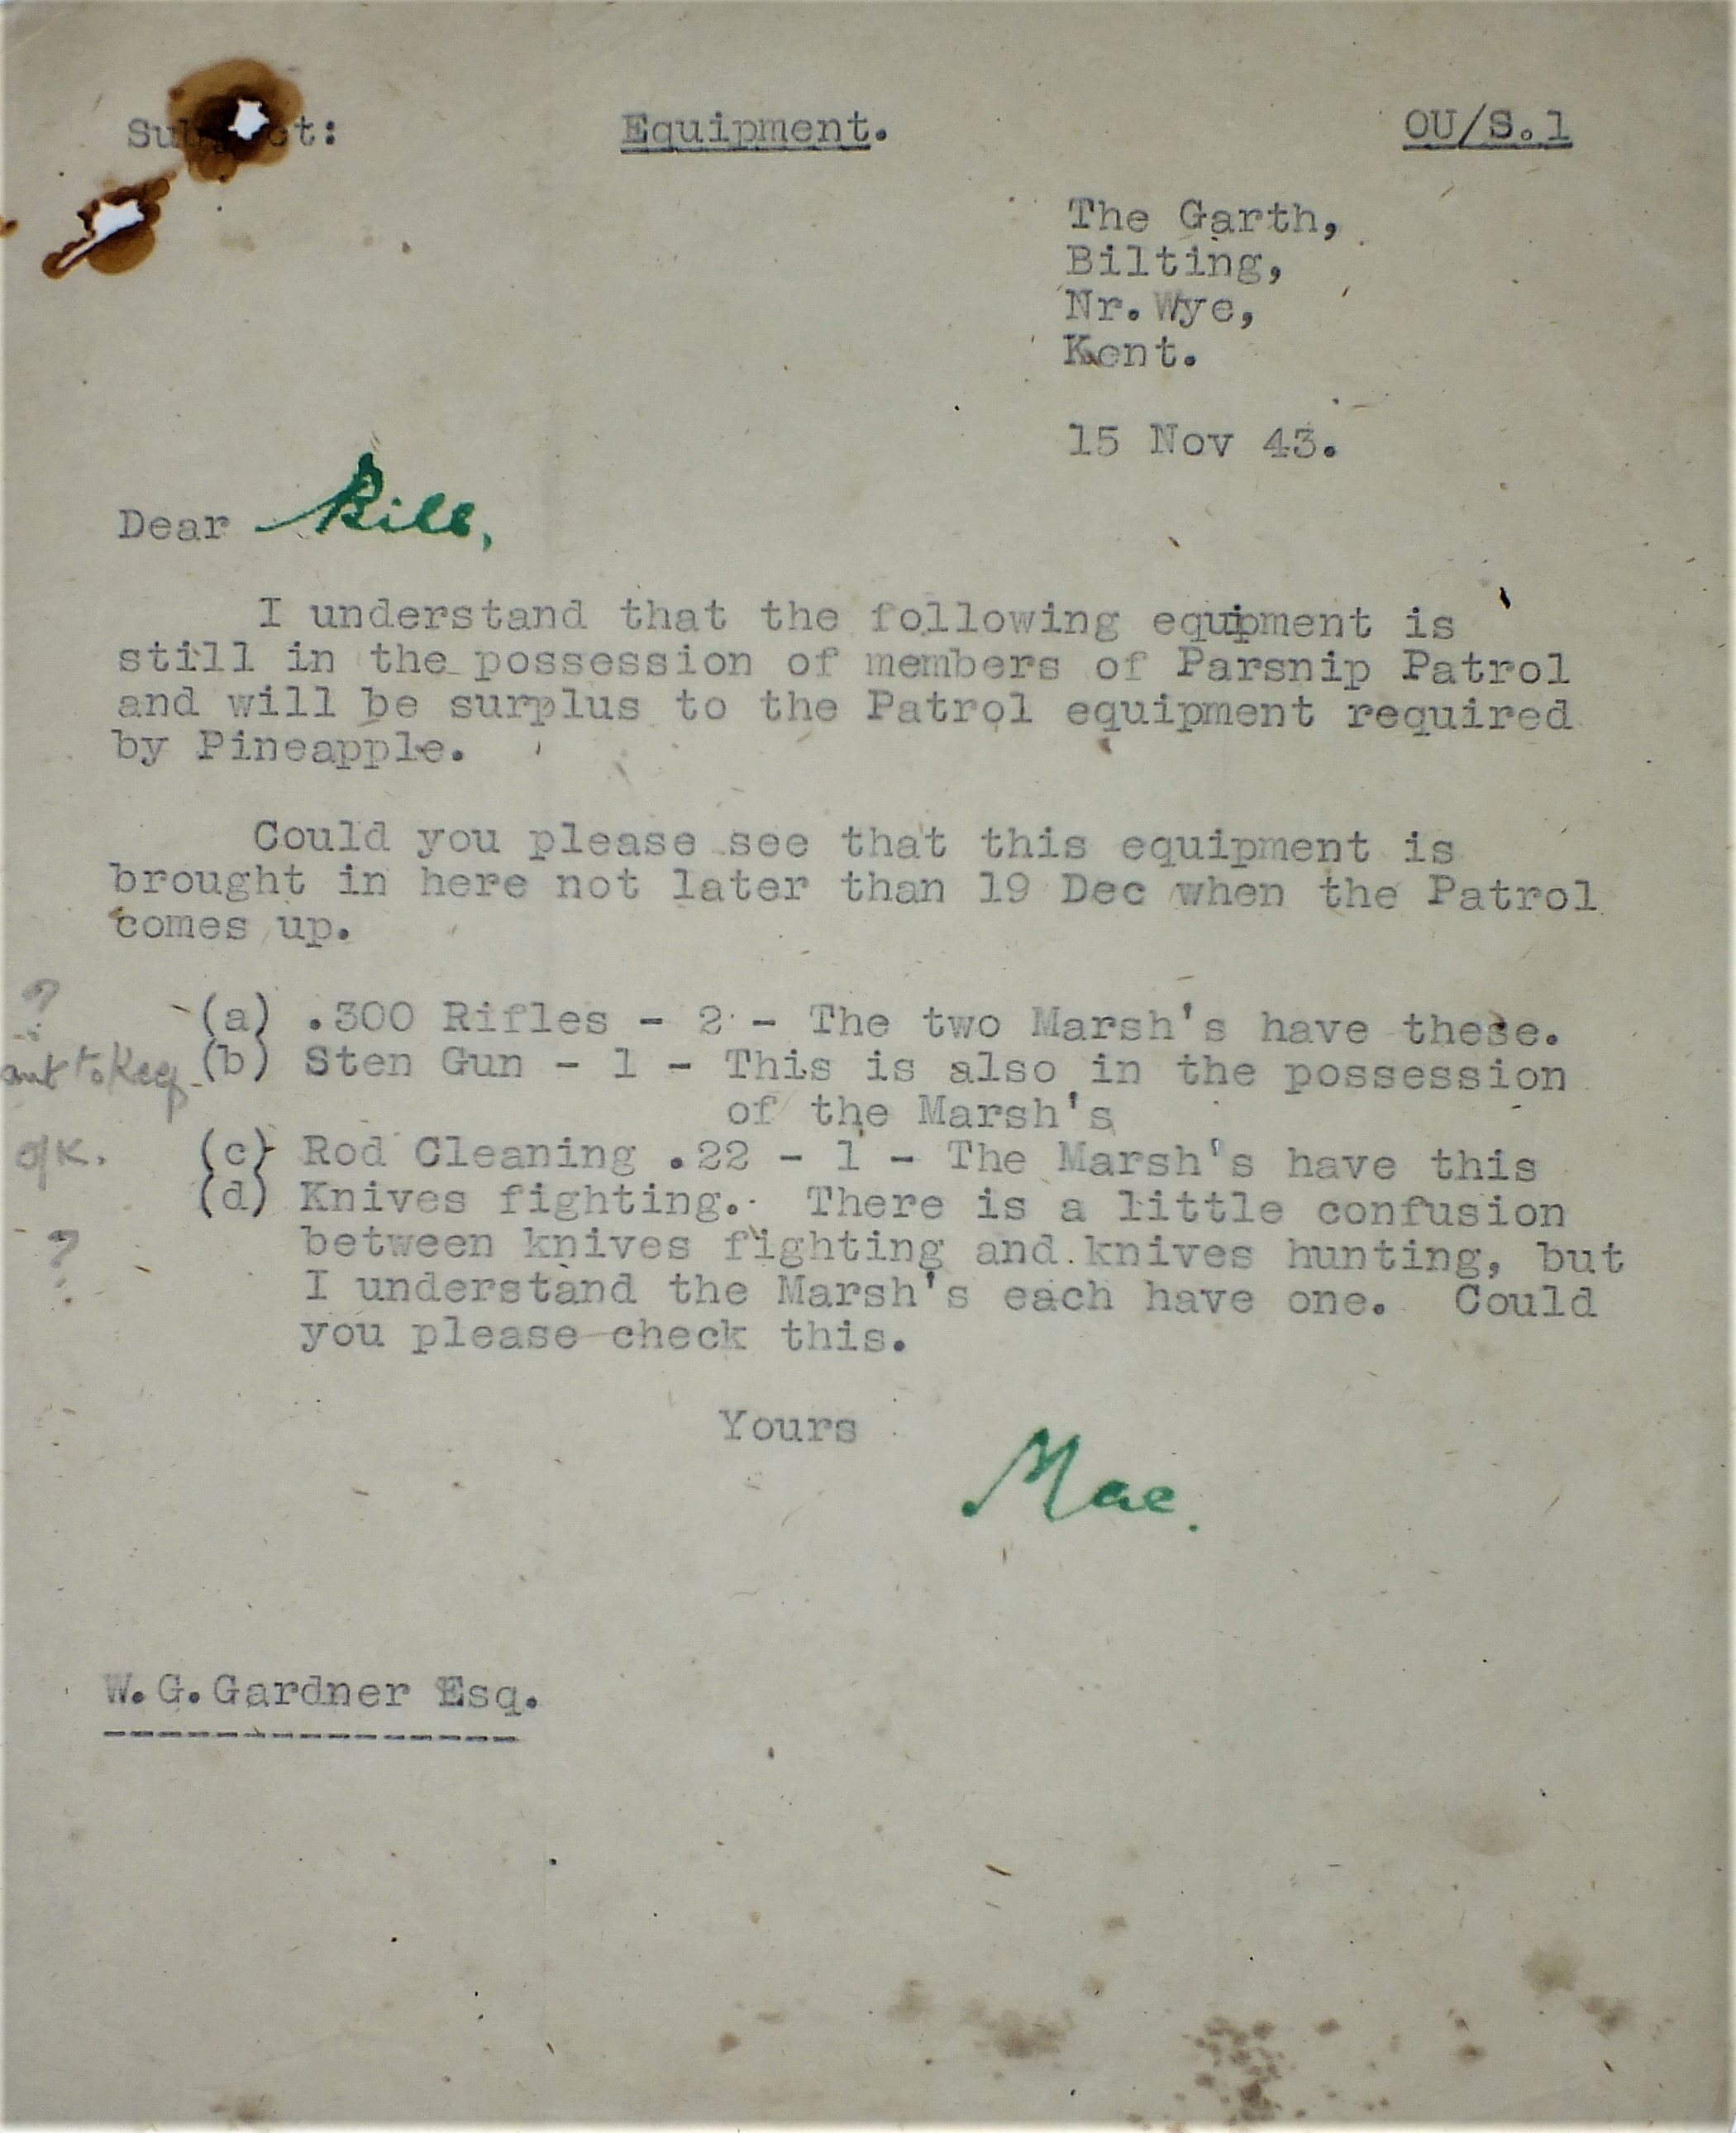 Subject: Equipment. OU/S.1
The Garth,
Bilting,
Nr. Wye,
Kent.
15 Nov 43.
Dear Bill,
I understand that the following equipment is
still in the possession of members of Parsnip Patrol
and will be surplus to the Patrol equipment required
by Pineapple.
Could you please see that this equipment is
brought in here not later than 19 Dec when the Patrol
comes up.
? (a) .300 Rifles - 2 - The two Marsh's have these.
to Keep (b) Sten Gun - 1 - This is also in the possession
of the Marsh's
o/k. (c) Rod Cleaning .22 - 1 - The Marsh's have this
(d) Knives fighting. There is a little confusion
? between knives fighting and knives hunting, but
I understand the Marsh's each have one. Could
you please check this.
Yours
Mac.
W.G.Gardner Esq.